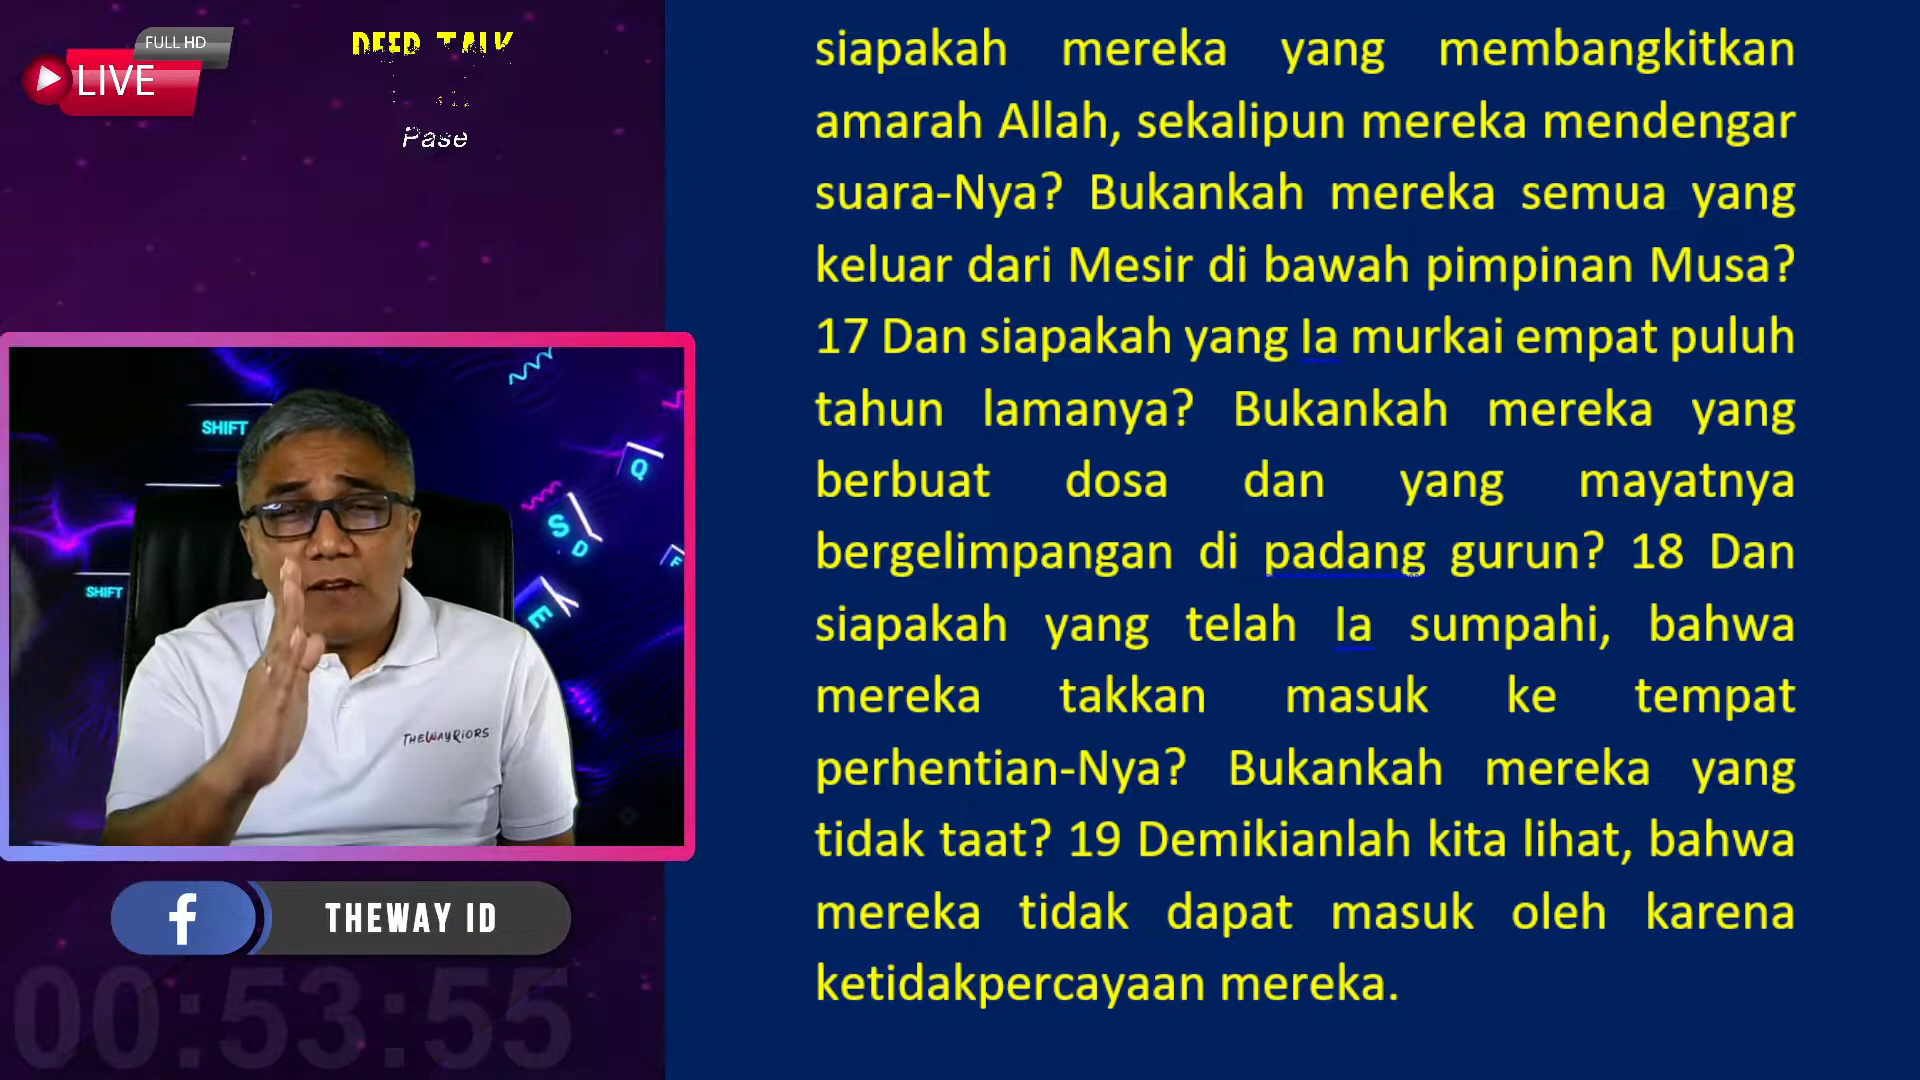 FULL HD
LIVE
DEEP TALK
Pase
siapakah mereka yang membangkitkan
amarah Allah, sekalipun mereka mendengar
suara-Nya? Bukankah mereka semua yang
keluar dari Mesir di bawah pimpinan Musa?
17 Dan siapakah yang Ia murkai empat puluh
tahun lamanya? Bukankah mereka yang
berbuat dosa dan yang mayatnya
bergelimpangan di padang gurun? 18 Dan
siapakah yang telah Ia sumpahi, bahwa
mereka takkan masuk ke tempat
perhentian-Nya? Bukankah mereka yang
tidak taat? 19 Demikianlah kita lihat, bahwa
mereka tidak dapat masuk oleh karena
ketidakpercayaan mereka.
SHIFT
Q
S
D
F
SHIFT
E
THEWAYRIORS
THEWAY ID
00:53:55